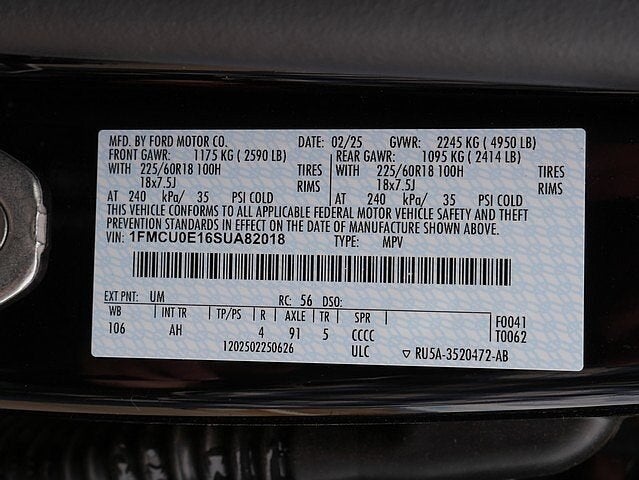 MFD. BY FORD MOTOR CO. DATE: 02/25 GVWR: 2245 KG ( 4950 LB)
FRONT GAWR: 1175 KG ( 2590 LB) REAR GAWR: 1095 KG ( 2414 LB)
WITH 225/60R18 100H TIRES WITH 225/60R18 100H TIRES
18x7.5J RIMS 18x7.5J RIMS
AT 240 kPa/ 35 PSI COLD AT 240 kPa/ 35 PSI COLD
THIS VEHICLE CONFORMS TO ALL APPLICABLE FEDERAL MOTOR VEHICLE SAFETY AND THEFT
PREVENTION STANDARDS IN EFFECT ON THE DATE OF MANUFACTURE SHOWN ABOVE.
VIN: 1FMCU0E16SUA82018 TYPE: MPV
EXT PNT: UM RC: 56 DSO:
WB INT TR TP/PS R AXLE TR SPR F0041
106 AH 4 91 5 CCCC T0062
1202502250626 ULC ▽ RU5A-3520472-AB